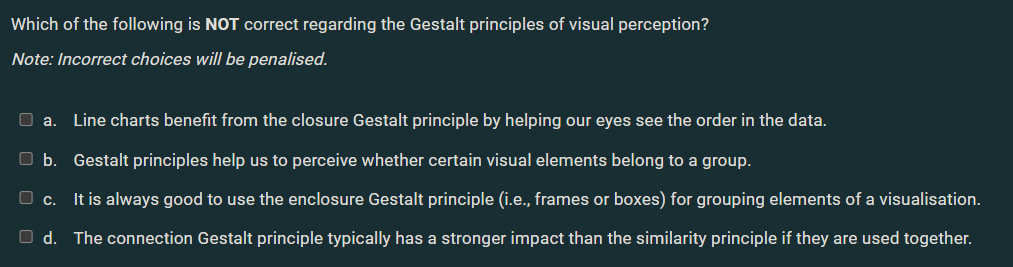 Which of the following is NOT correct regarding the Gestalt principles of visual perception?
Note: Incorrect choices will be penalised.
a. Line charts benefit from the closure Gestalt principle by helping our eyes see the order in the data.
b. Gestalt principles help us to perceive whether certain visual elements belong to a group.
c. It is always good to use the enclosure Gestalt principle (i.e., frames or boxes) for grouping elements of a visualisation.
d. The connection Gestalt principle typically has a stronger impact than the similarity principle if they are used together.